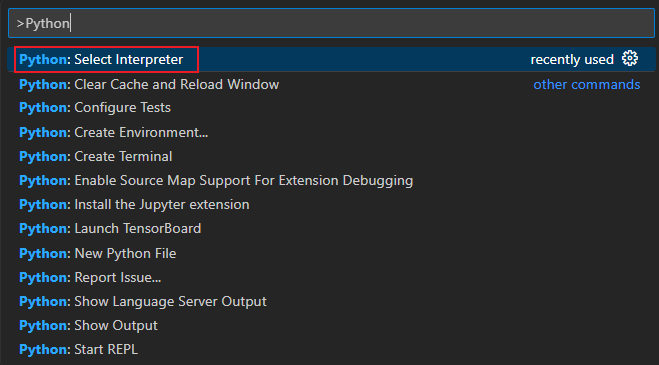 >Python
Python: Select Interpreter recently used
Python: Clear Cache and Reload Window other commands
Python: Configure Tests
Python: Create Environment...
Python: Create Terminal
Python: Enable Source Map Support For Extension Debugging
Python: Install the Jupyter extension
Python: Launch TensorBoard
Python: New Python File
Python: Report Issue...
Python: Show Language Server Output
Python: Show Output
Python: Start REPL